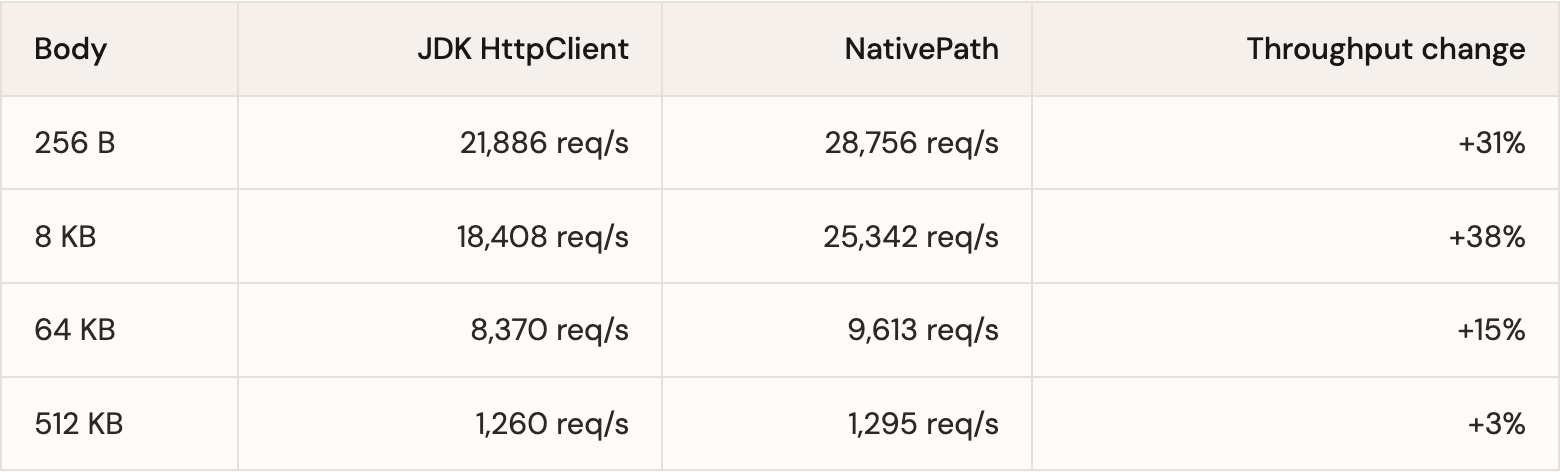 Body JDK HttpClient NativePath Throughput change
256 B 21,886 req/s 28,756 req/s +31%
8 KB 18,408 req/s 25,342 req/s +38%
64 KB 8,370 req/s 9,613 req/s +15%
512 KB 1,260 req/s 1,295 req/s +3%